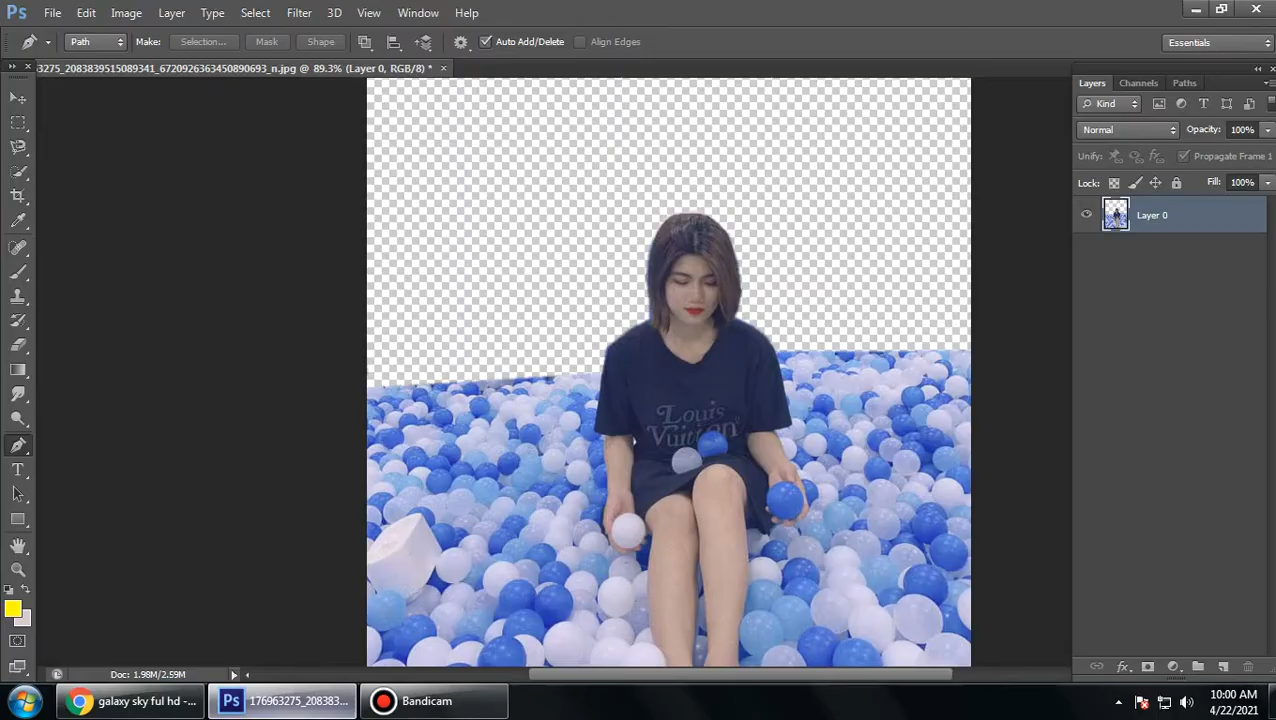 Ps File Edit Image Layer Type Select Filter 3D View Window Help
Path Make: Selection... Mask Shape Auto Add/Delete Align Edges Essentials
3275_2083839515089341_6720926363450890693_n.jpg @ 89.3% (Layer 0, RGB/8) *
Layers Channels Paths
Kind
Normal Opacity: 100%
Unify: Propagate Frame 1
Lock: Fill: 100%
Layer 0
Louis
Vuitton
Doc: 1.98M/2.59M
galaxy sky ful hd -... Ps 176963275_208383... Bandicam
10:00 AM
4/22/2021